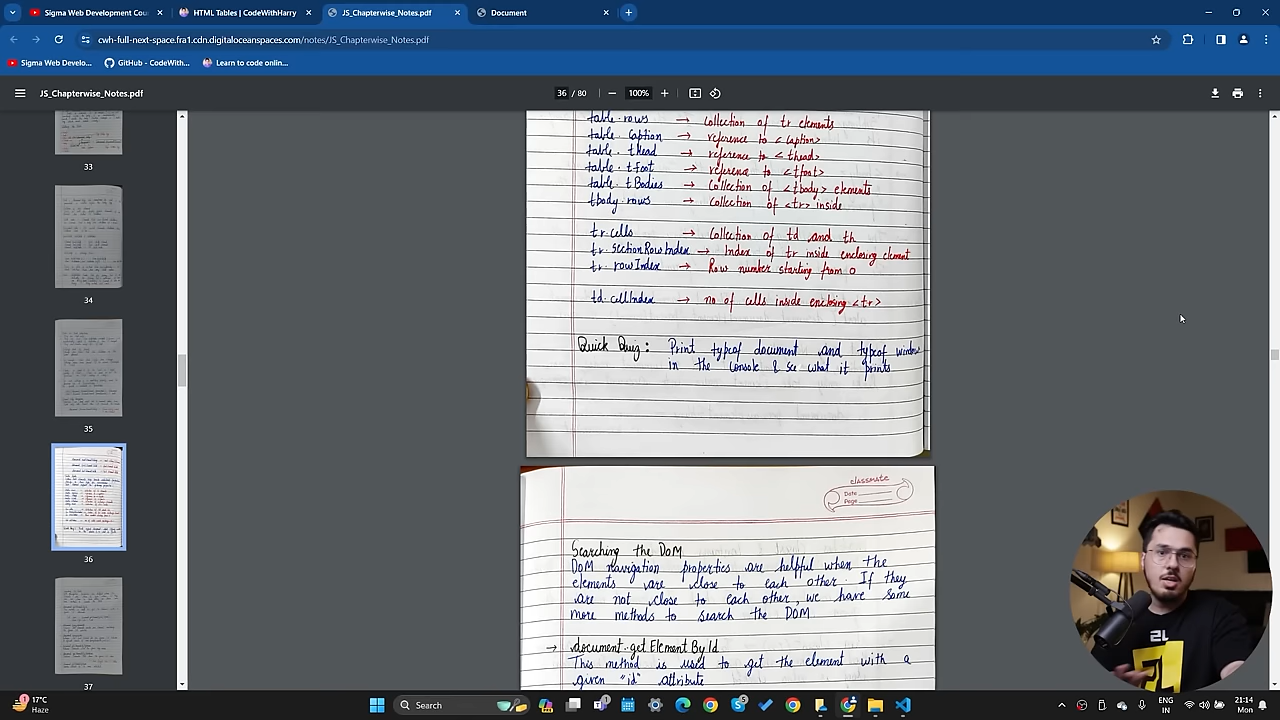 Sigma Web Development Cou
HTML Tables | CodeWithHarry
JS_Chapterwise_Notes.pdf
Document
cwh-full-next-space.fra1.cdn.digitaloceanspaces.com/notes/JS_Chapterwise_Notes.pdf
Sigma Web Develo...
GitHub - CodeWith...
Learn to code onlin...
JS_Chapterwise_Notes.pdf
36 / 80
100%
33
34
35
36
37
table.rows → collection of elements
table.caption → reference to <caption>
table.tHead → reference to <thead>
table.tFoot → reference to <tfoot>
table.tBodies → Collection of <tbody> elements
tbody.rows → collection of <tr> inside
tr.cells → Collection of td and th
tr.sectionRowIndex → Index of tr inside enclosing element
tr.rowIndex → Row number starting from 0
td.cellIndex → no of cells inside enclosing <tr>
Quick Quiz: Print typeof document and typeof window
in the console & see what it prints
classmate
Date
Page
Searching the DOM
DOM navigation properties are helpful when the
elements are close to each other. If they
are not close to each other we have some
more methods to search the DOM
→ document.getElementById
This method is used to get the element with a
given "id" attribute
17°C
Haze
Search
ENG
IN
21:14
Mon